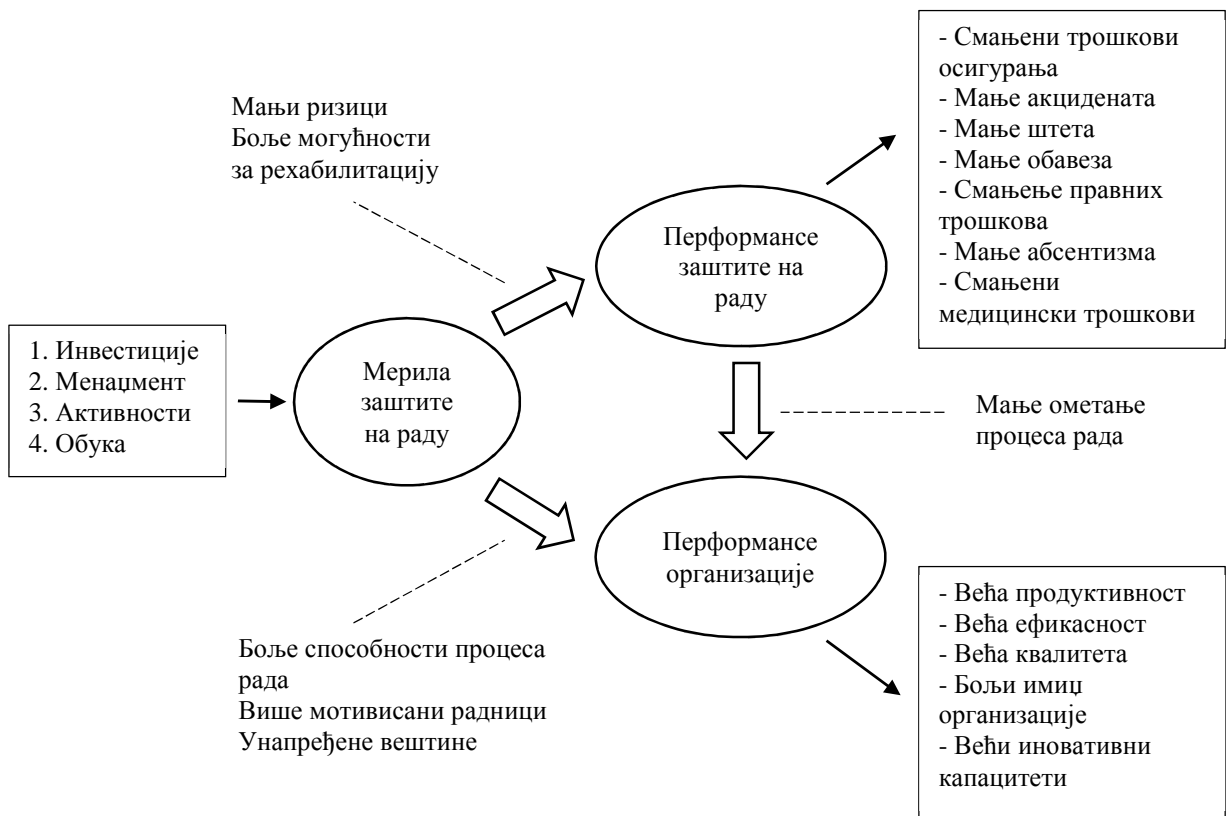 - Смањени трошкови
осигурања
- Мање акцидената
- Мање штета
- Мање обавеза
- Смањење правних
трошкова
- Мање абсентизма
- Смањени
медицински трошкови
Мањи ризици
Боље могућности
за рехабилитацију
Перформансе
заштите на
раду
1. Инвестиције
2. Менаџмент
3. Активности
4. Обука
Мерила
заштите
на раду
Мање ометање
процеса рада
Перформансе
организације
Боље способности процеса
рада
Више мотивисани радници
Унапређене вештине
- Већа продуктивност
- Већа ефикасност
- Већа квалитета
- Бољи имиџ
организације
- Већи иновативни
капацитети